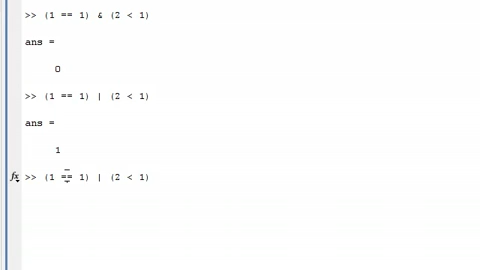 >> (1 == 1) & (2 < 1)
ans =
0
>> (1 == 1) | (2 < 1)
ans =
1
fx >> (1 == 1) | (2 < 1)